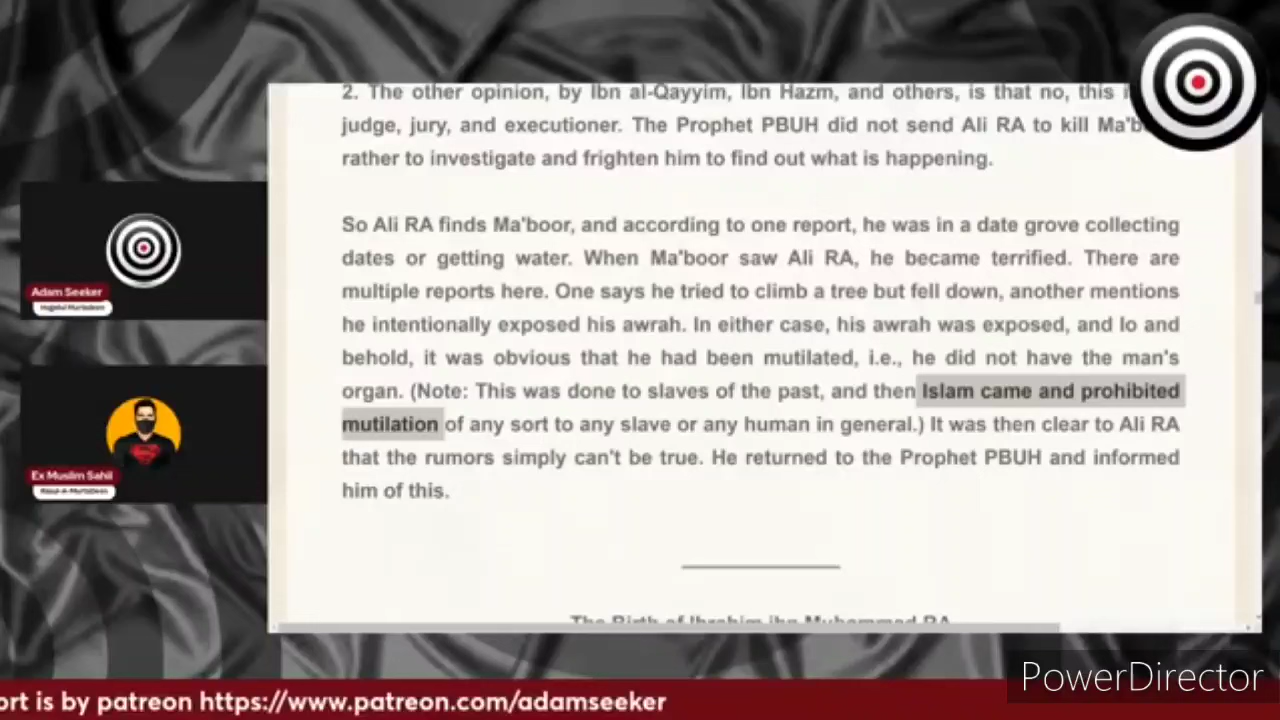 2. The other opinion, by Ibn al-Qayyim, Ibn Hazm, and others, is that no, this
judge, jury, and executioner. The Prophet PBUH did not send Ali RA to kill
rather to investigate and frighten him to find out what is happening.
So Ali RA finds Ma'boor, and according to one report, he was in a date grove collecting
dates or getting water. When Ma'boor saw Ali RA, he became terrified. There are
multiple reports here. One says he tried to climb a tree but fell down, another mentions
he intentionally exposed his awrah. In either case, his awrah was exposed, and lo and
behold, it was obvious that he had been mutilated, i.e., he did not have the man's
organ. (Note: This was done to slaves of the past, and then Islam came and prohibited
mutilation of any sort to any slave or any human in general.) It was then clear to Ali RA
that the rumors simply can't be true. He returned to the Prophet PBUH and informed
him of this.
The Birth of Ibrahim ibn Muhammad RA
Adam Seeker
Ex Muslim Sahil
PowerDirector
ort is by patreon https://www.patreon.com/adamseeker